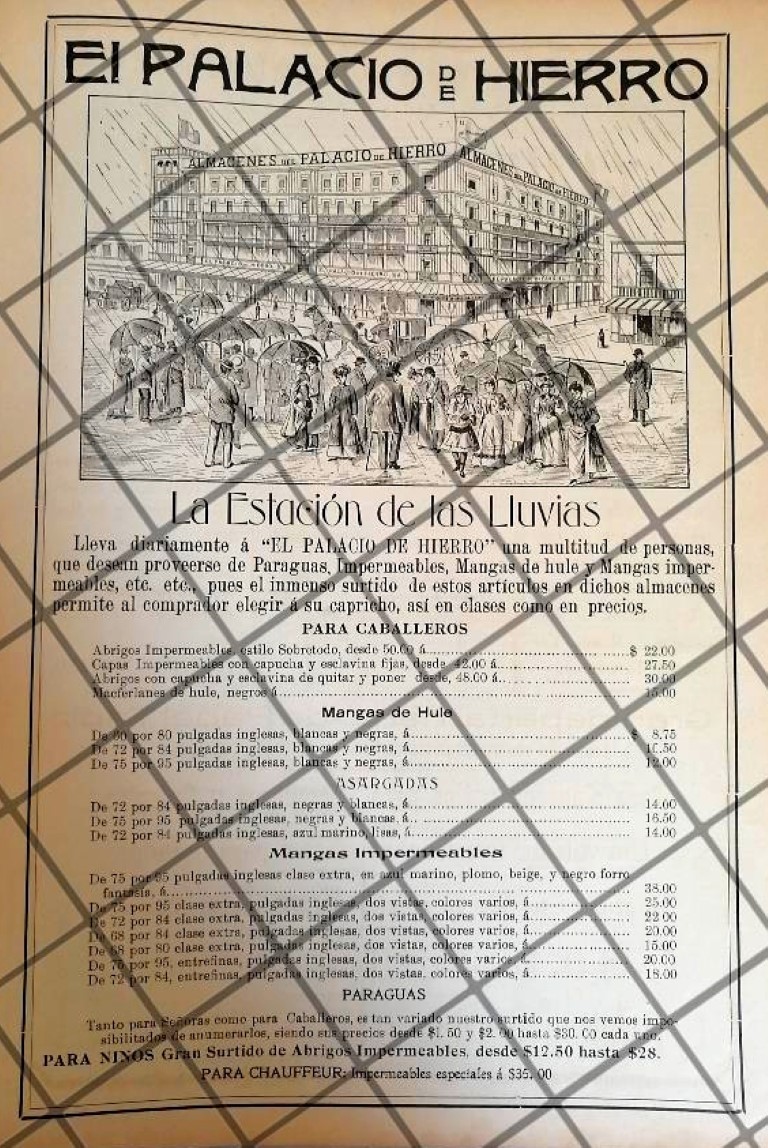 El PALACIO DE HIERRO
ALMACENES DEL PALACIO DE HIERRO
ALMACENES DEL PALACIO DE HIERRO
La Estación de las Lluvias
Lleva diariamente á “EL PALACIO DE HIERRO” una multitud de personas,
que desean proveerse de Paraguas, Impermeables, Mangas de hule y Mangas imper-
meables, etc. etc., pues el inmenso surtido de estos artículos en dichos almacenes
permite al comprador elegir á su capricho, así en clases como en precios.
PARA CABALLEROS
Abrigos Impermeables, estilo Sobretodo, desde 50.00 á $ 22.00
Capas Impermeables con capucha y esclavina fijas, desde 42.00 á 27.50
Abrigos con capucha y esclavina de quitar y poner desde, 48.00 á 30.00
Macferlanes de hule, negros á 15.00
Mangas de Hule
De 60 por 80 pulgadas inglesas, blancas y negras, á $ 8.75
De 72 por 84 pulgadas inglesas, blancas y negras, á
De 75 por 95 pulgadas inglesas, blancas y negras, á 12.00
ASARGADAS
De 72 por 84 pulgadas inglesas, negras y blancas, á 14.00
De 75 por 95 pulgadas inglesas, negras y blancas, á 16.50
De 72 por 84 pulgadas inglesas, azul marino, lisas, á 14.00
Mangas Impermeables
De 75 por 95 pulgadas inglesas clase extra, en azul marino, plomo, beige, y negro forro
fantasía, á 38.00
De 75 por 95 clase extra, pulgadas inglesas, dos vistas, colores varios, á 25.00
De 72 por 84 clase extra, pulgadas inglesas, dos vistas, colores varios, á 22 00
De 68 por 84 clase extra, pulgadas inglesas, dos vistas, colores varios, á 20.00
De 68 por 80 clase extra, pulgadas inglesas, dos vistas, colores varios, á 15.00
De 75 por 95, entrefinas, pulgadas inglesas, dos vistas, colores varios, á 20.00
De 72 por 84, entrefinas, pulgadas inglesas, dos vistas, colores varios, á 18.00
PARAGUAS
Tanto para Señoras como para Caballeros, es tan variado nuestro surtido que nos vemos impo-
sibilitados de anumerarlos, siendo sus precios desde $1.50 y $2.00 hasta $30.00 cada uno.
PARA NIÑOS Gran Surtido de Abrigos Impermeables, desde $12.50 hasta $28.
PARA CHAUFFEUR: Impermeables especiales á $35.00